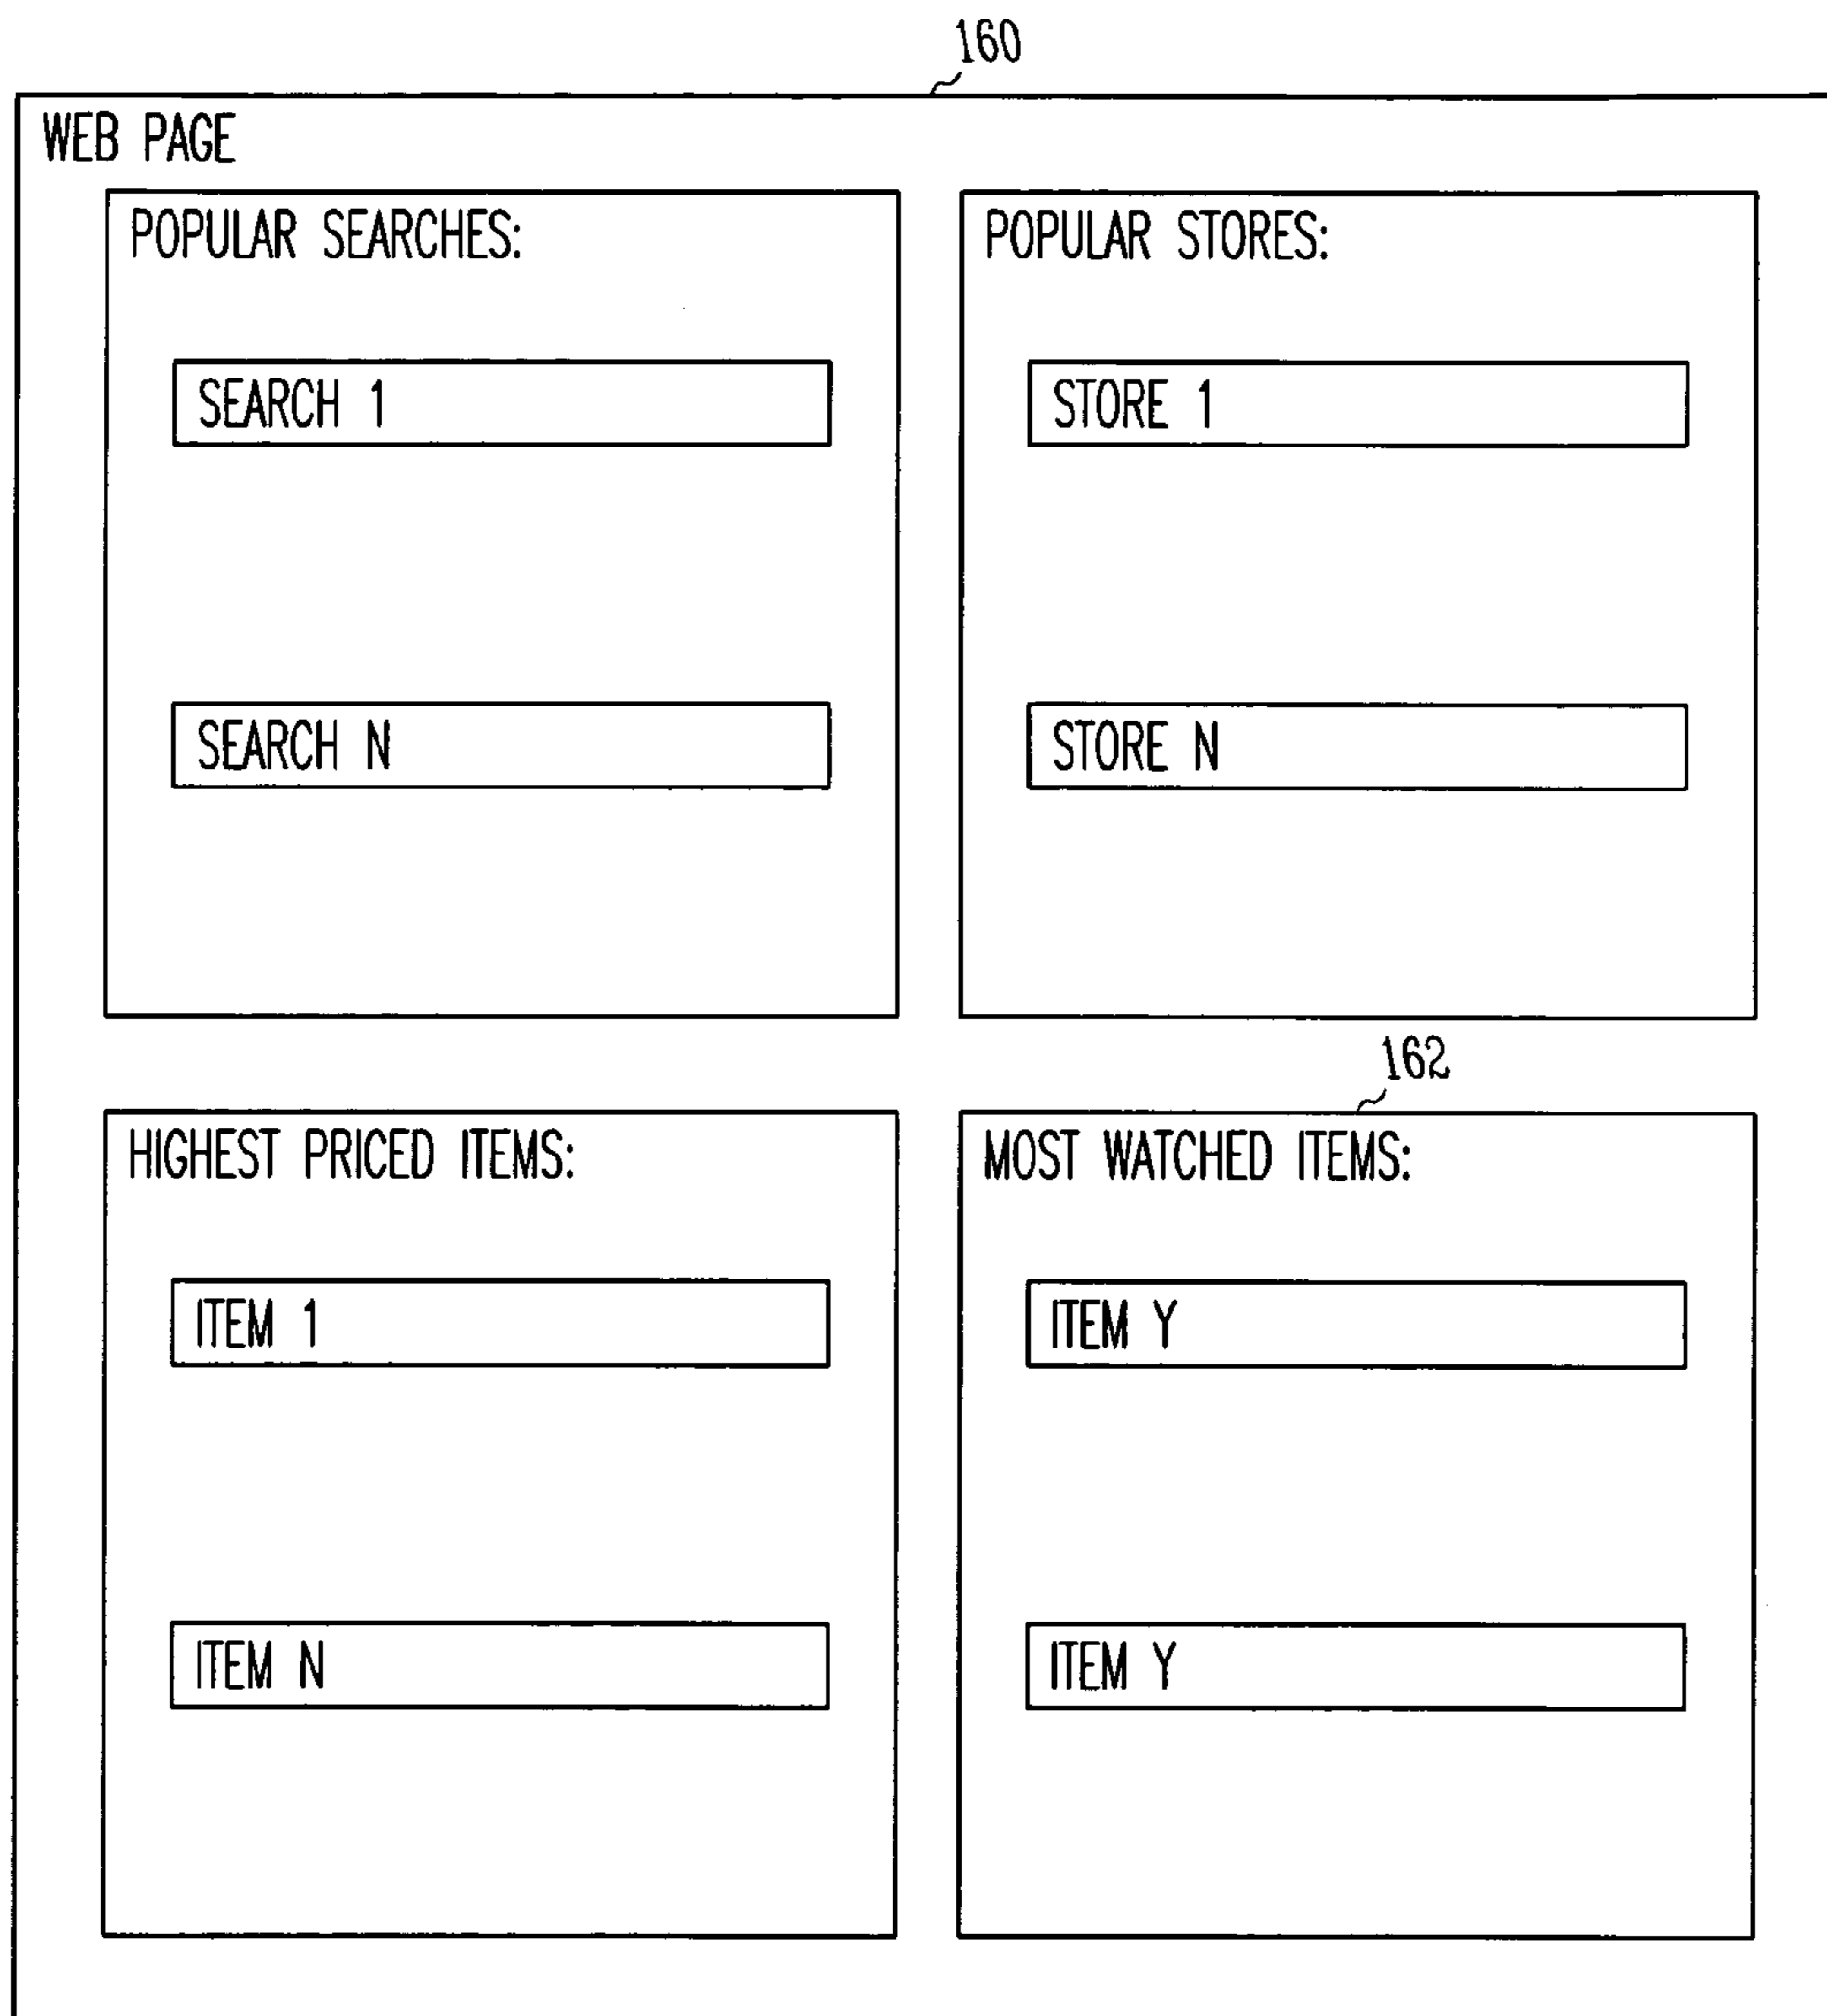 160
WEB PAGE
POPULAR SEARCHES:
SEARCH 1
SEARCH N
POPULAR STORES:
STORE 1
STORE N
HIGHEST PRICED ITEMS:
ITEM 1
ITEM N
162
MOST WATCHED ITEMS:
ITEM Y
ITEM Y